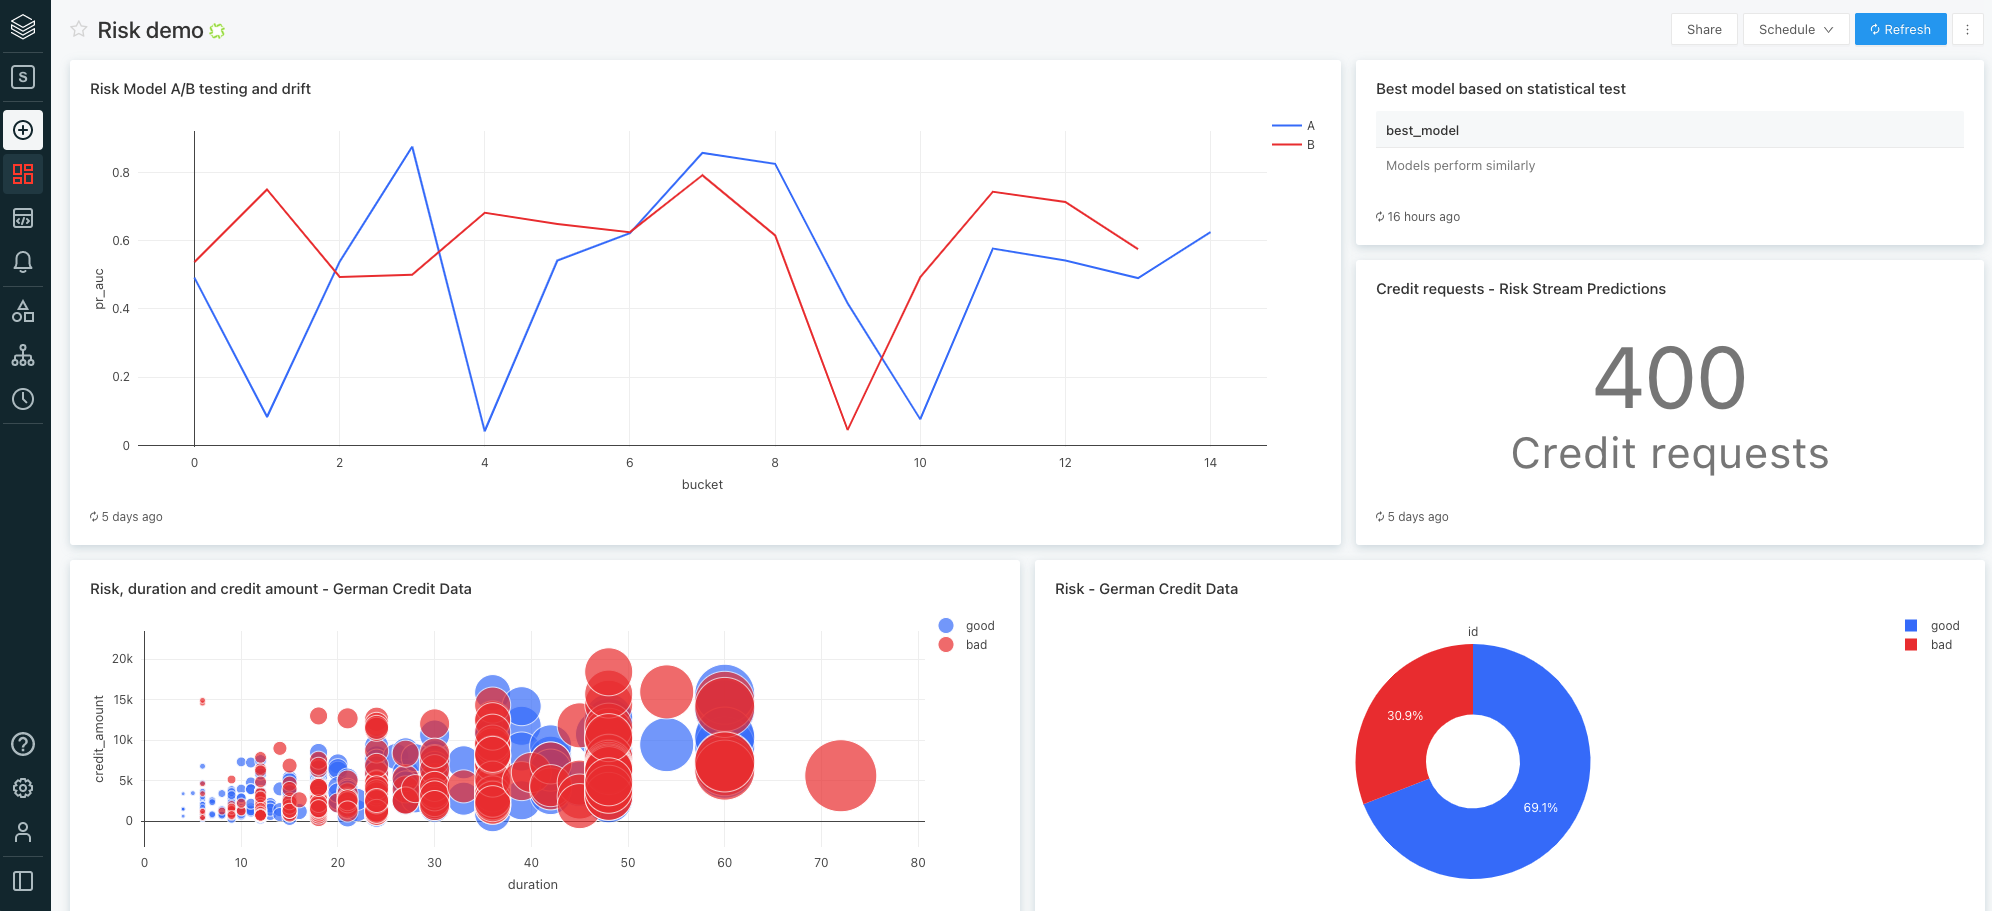 Risk demo
Share
Schedule
Refresh
S
Risk Model A/B testing and drift
A
B
0.8
0.6
0.4
0.2
0
pr_auc
0 2 4 6 8 10 12 14
bucket
5 days ago
Best model based on statistical test
best_model
Models perform similarly
16 hours ago
Credit requests - Risk Stream Predictions
400
Credit requests
5 days ago
Risk, duration and credit amount - German Credit Data
good
bad
20k
15k
10k
5k
0
credit_amount
0 10 20 30 40 50 60 70 80
duration
Risk - German Credit Data
id
good
bad
30.9%
69.1%